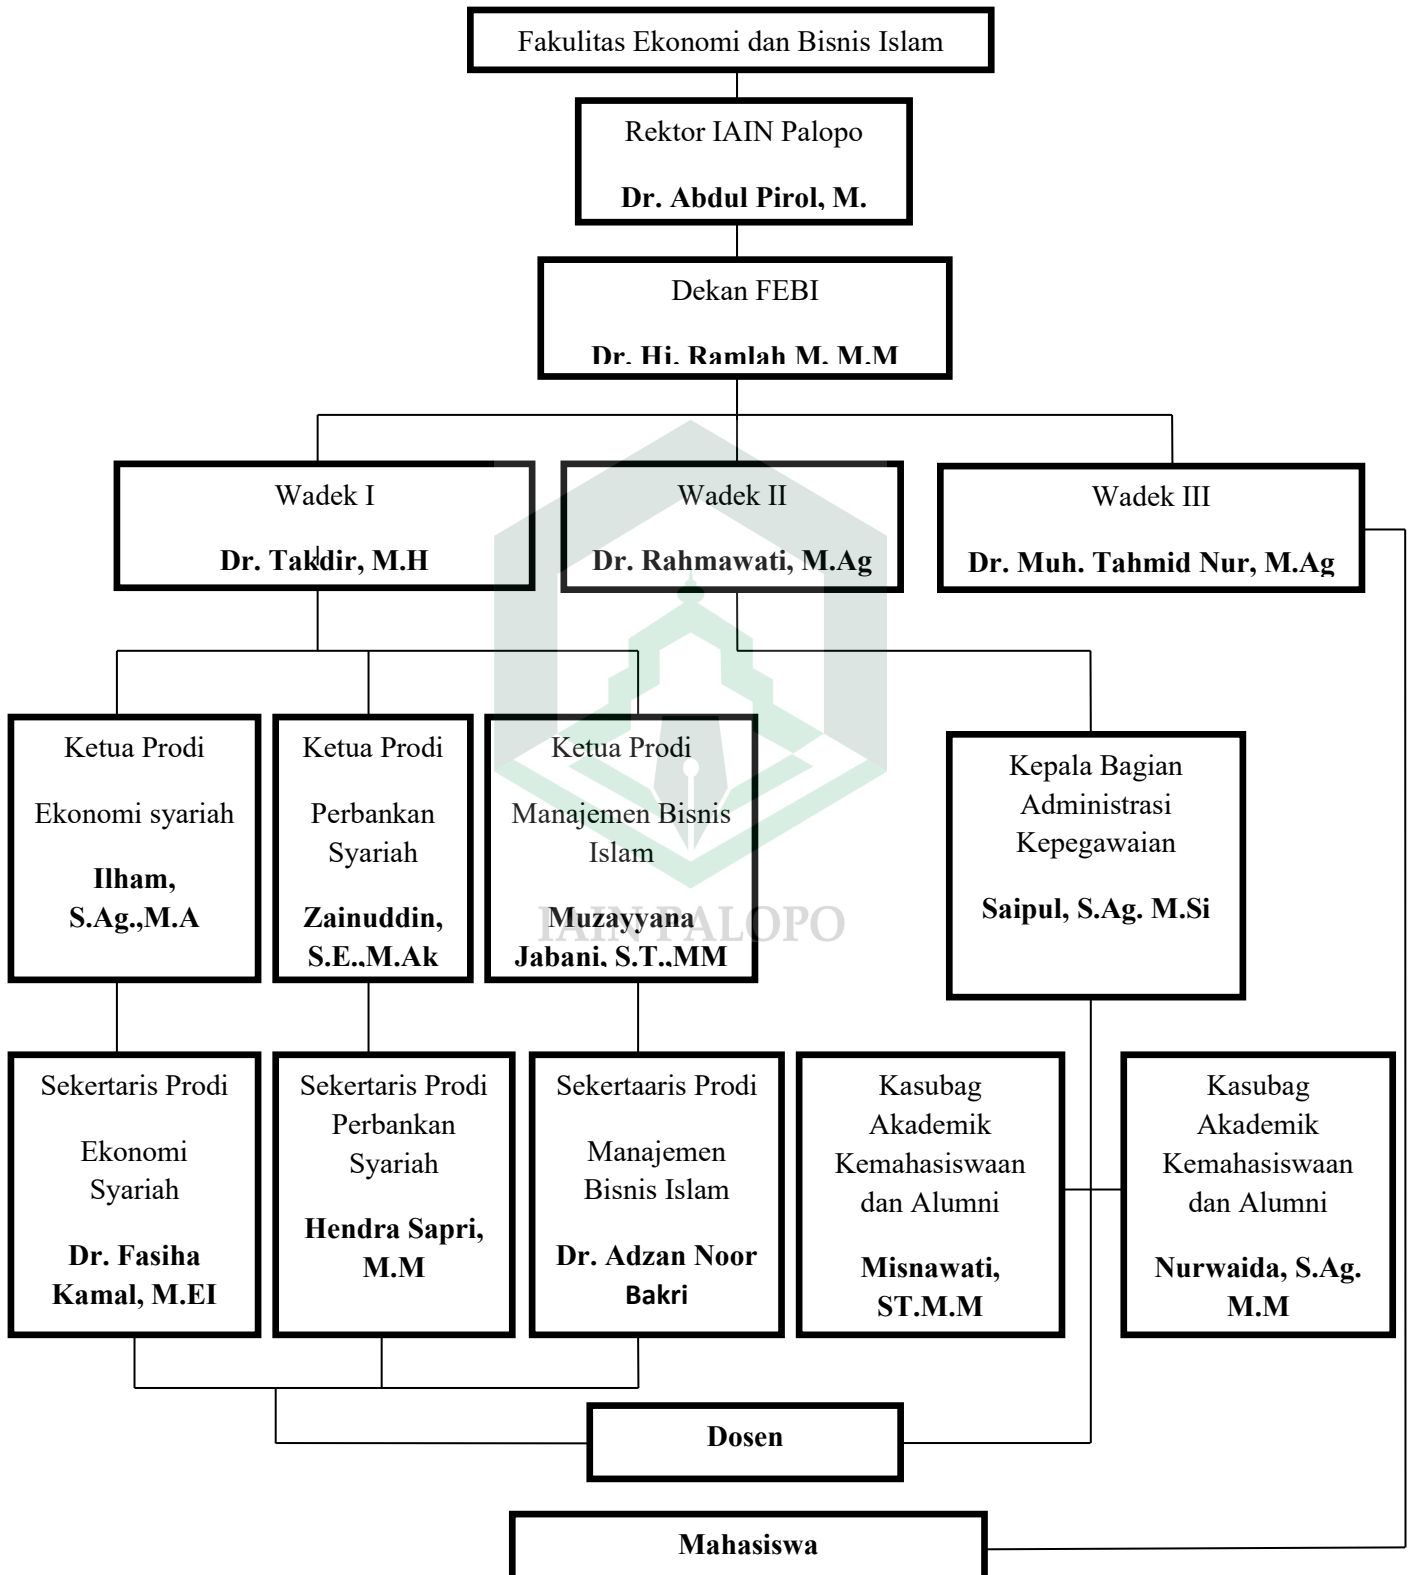 Fakulitas Ekonomi dan Bisnis Islam
Rektor IAIN Palopo
Dr. Abdul Pirol, M.
Dekan FEBI
Dr. Hj. Ramlah M. M.M
Wadek I
Dr. Takdir, M.H
Wadek II
Dr. Rahmawati, M.Ag
Wadek III
Dr. Muh. Tahmid Nur, M.Ag
Ketua Prodi
Ekonomi syariah
Ilham,
S.Ag.,M.A
Ketua Prodi
Perbankan
Syariah
Zainuddin,
S.E.,M.Ak
Ketua Prodi
Manajemen Bisnis
Islam
Muzayyana
Jabani, S.T.,MM
Kepala Bagian
Administrasi
Kepegawaian
Saipul, S.Ag. M.Si
IAIN PALOPO
Sekertaris Prodi
Ekonomi
Syariah
Dr. Fasiha
Kamal, M.EI
Sekertaris Prodi
Perbankan
Syariah
Hendra Sapri,
M.M
Sekertaaris Prodi
Manajemen
Bisnis Islam
Dr. Adzan Noor
Bakri
Kasubag
Akademik
Kemahasiswaan
dan Alumni
Misnawati,
ST.M.M
Kasubag
Akademik
Kemahasiswaan
dan Alumni
Nurwaida, S.Ag.
M.M
Dosen
Mahasiswa